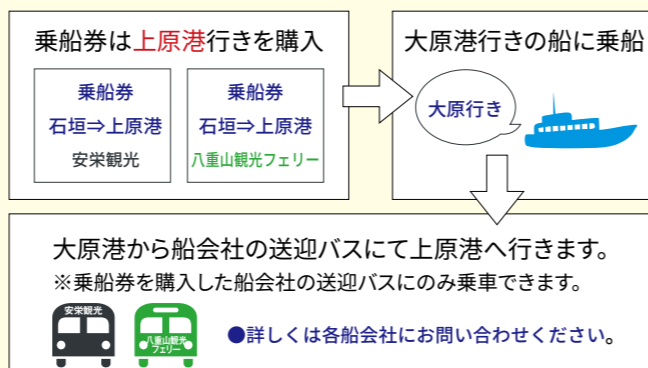 乗船券は上原港行きを購入
乗船券
石垣⇒上原港
安栄観光
乗船券
石垣⇒上原港
八重山観光フェリー
大原港行きの船に乗船
大原行き
大原港から船会社の送迎バスにて上原港へ行きます。
※乗船券を購入した船会社の送迎バスにのみ乗車できます。
安栄観光
八重山観光
フェリー
●詳しくは各船会社にお問い合わせください。